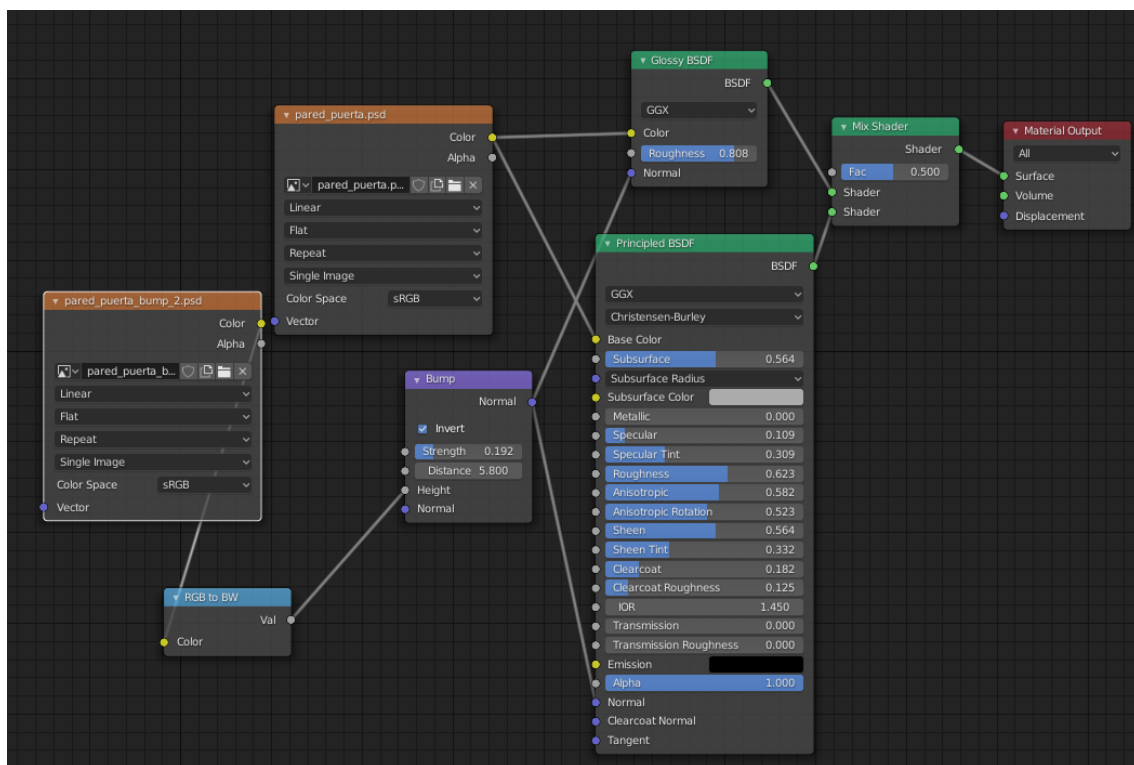 pared_puerta_bump_2.psd
Color
Alpha
pared_puerta_b...
Linear
Flat
Repeat
Single Image
Color Space sRGB
Vector
RGB to BW
Val
Color
pared_puerta.psd
Color
Alpha
pared_puerta.p...
Linear
Flat
Repeat
Single Image
Color Space sRGB
Vector
Bump
Normal
Invert
Strength 0.192
Distance 5.800
Height
Normal
Glossy BSDF
BSDF
GGX
Color
Roughness 0.808
Normal
Principled BSDF
BSDF
GGX
Christensen-Burley
Base Color
Subsurface 0.564
Subsurface Radius
Subsurface Color
Metallic 0.000
Specular 0.109
Specular Tint 0.309
Roughness 0.623
Anisotropic 0.582
Anisotropic Rotation 0.523
Sheen 0.564
Sheen Tint 0.332
Clearcoat 0.182
Clearcoat Roughness 0.125
IOR 1.450
Transmission 0.000
Transmission Roughness 0.000
Emission
Alpha 1.000
Normal
Clearcoat Normal
Tangent
Mix Shader
Shader
Fac 0.500
Shader
Shader
Material Output
All
Surface
Volume
Displacement